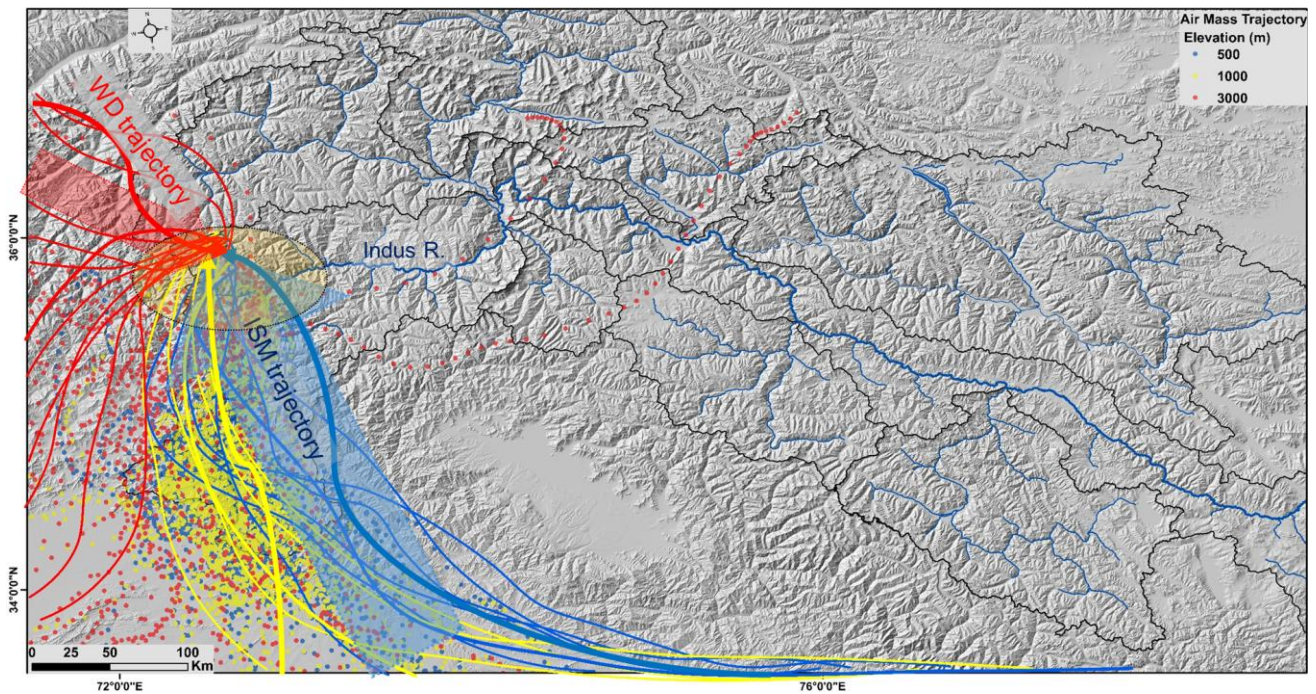 Air Mass Trajectory
Elevation (m)
500
1000
3000
N
E
S
WD trajectory
36°0'0"N
Indus R.
ISM trajectory
34°0'0"N
0 25 50 100
Km
72°0'0"E
76°0'0"E